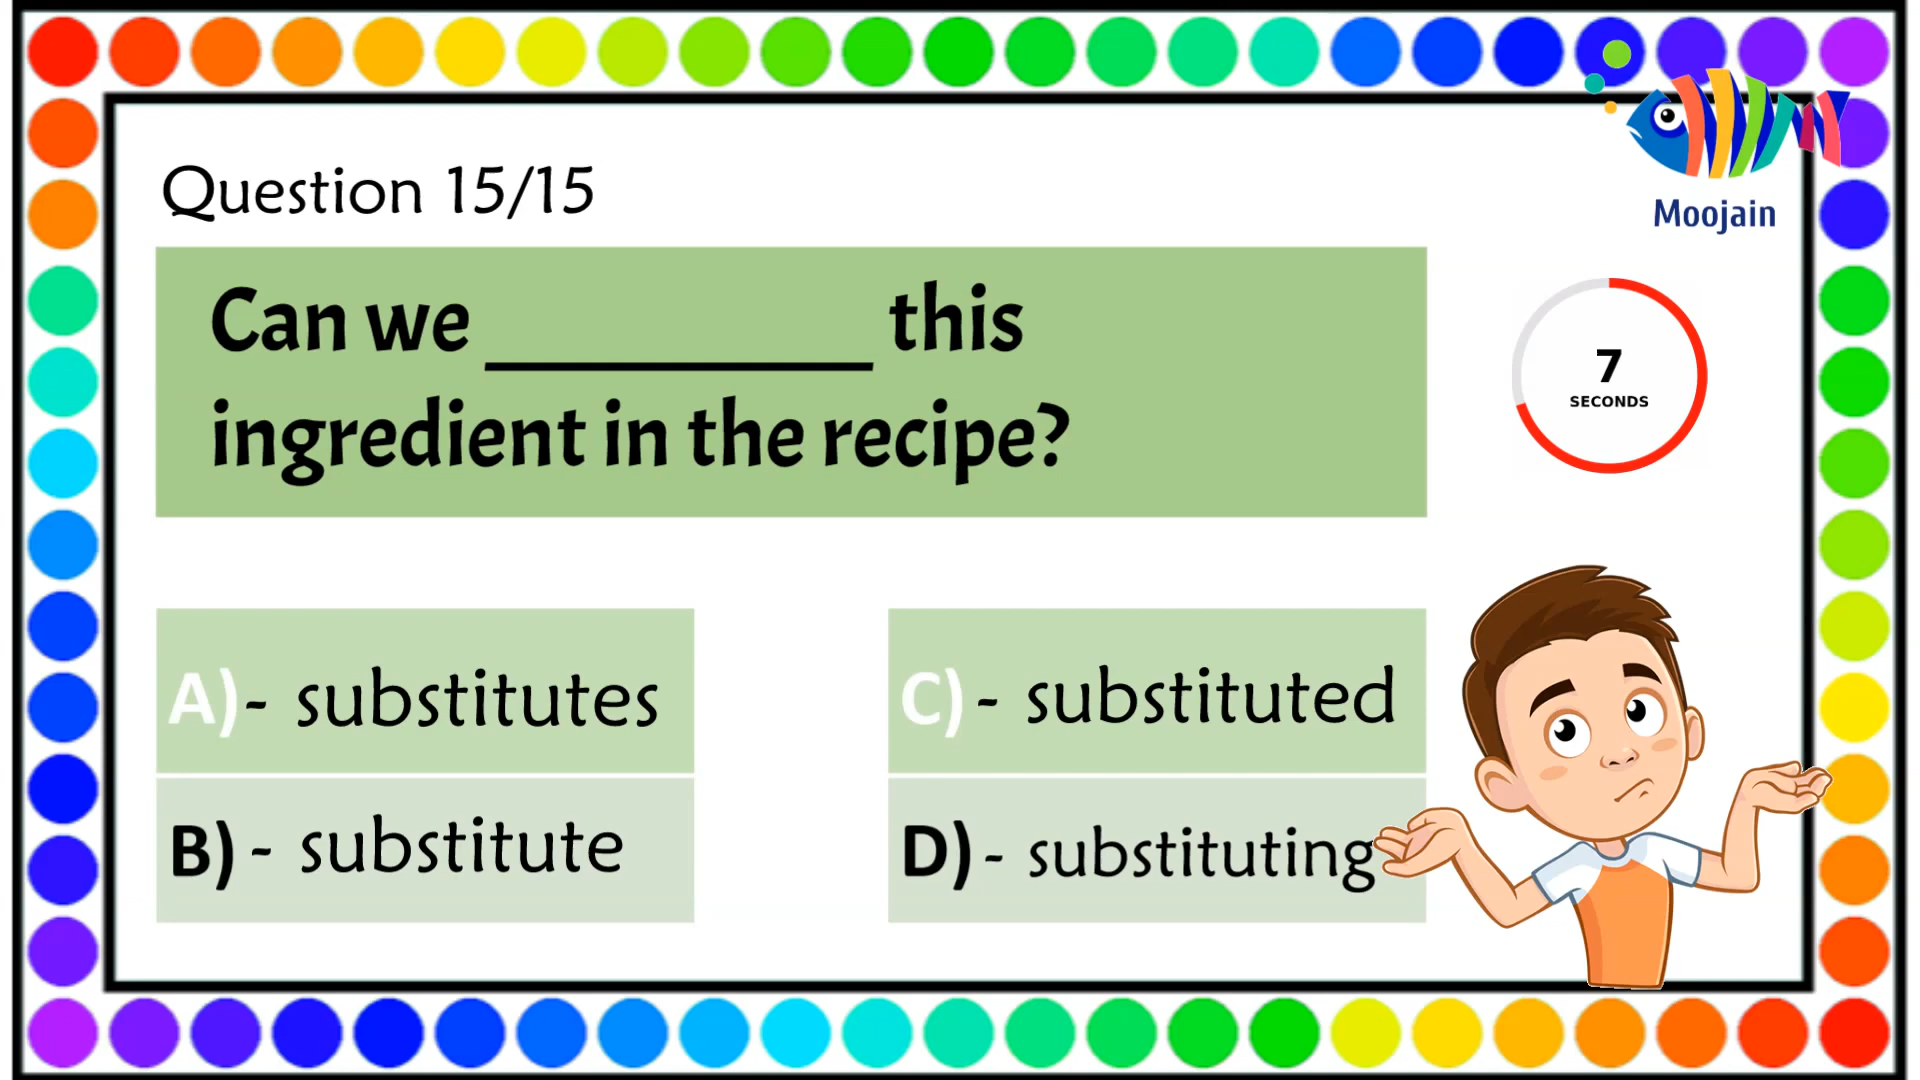 Question 15/15
Moojain
Can we __________ this
ingredient in the recipe?
7
SECONDS
A)- substitutes
C)- substituted
B)- substitute
D)- substituting